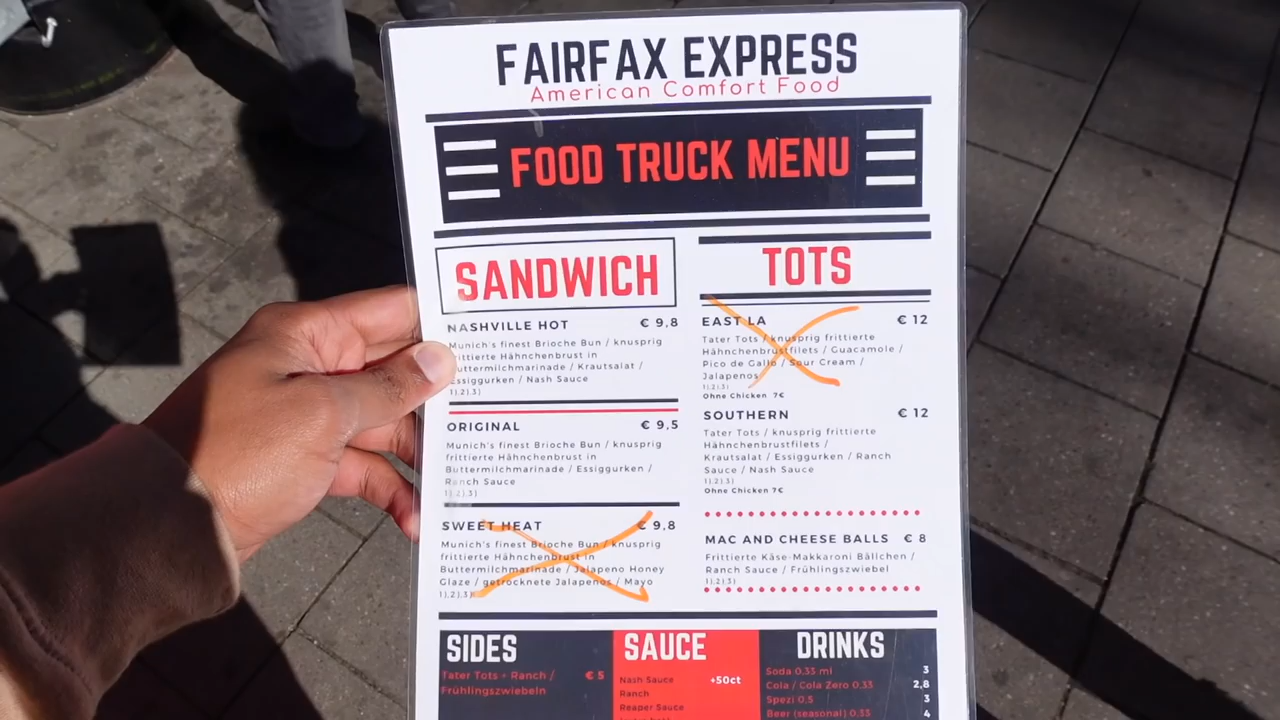 FAIRFAX EXPRESS
American Comfort Food
FOOD TRUCK MENU
SANDWICH
NASHVILLE HOT € 9,8
Munich's finest Brioche Bun / knusprig
frittierte Hähnchenbrust in
Buttermilchmarinade / Krautsalat /
Essiggurken / Nash Sauce
1),2),3)
ORIGINAL € 9,5
Munich's finest Brioche Bun / knusprig
frittierte Hähnchenbrust in
Buttermilchmarinade / Essiggurken /
Ranch Sauce
1),2),3)
SWEET HEAT € 9,8
Munich's finest Brioche Bun / knusprig
frittierte Hähnchenbrust in
Buttermilchmarinade / Jalapeno Honey
Glaze / getrocknete Jalapenos / Mayo
1),2),3)
TOTS
EAST LA € 12
Tater Tots / knusprig frittierte
Hähnchenbrustfilets / Guacamole /
Pico de Gallo / Sour Cream /
Jalapenos
1),2),3)
Ohne Chicken 7€
SOUTHERN € 12
Tater Tots / knusprig frittierte
Hähnchenbrustfilets /
Krautsalat / Essiggurken / Ranch
Sauce / Nash Sauce
1),2),3)
Ohne Chicken 7€
MAC AND CHEESE BALLS € 8
Frittierte Käse-Makkaroni Bällchen /
Ranch Sauce / Frühlingszwiebel
1),2),3)
SIDES
Tater Tots + Ranch / € 5
Frühlingszwiebeln
SAUCE
Nash Sauce +50ct
Ranch
Reaper Sauce
DRINKS
Soda 0,33 ml 3
Cola / Cola Zero 0,33 2,8
Spezi 0,5 3
Beer (seasonal) 0,33 4